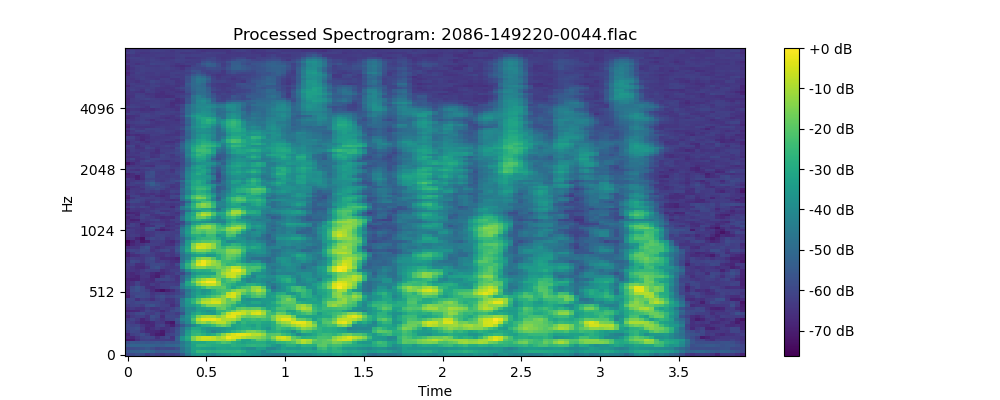 Processed Spectrogram: 2086-149220-0044.flac
4096
2048
1024
512
0
Hz
0
0.5
1
1.5
2
2.5
3
3.5
Time
+0 dB
-10 dB
-20 dB
-30 dB
-40 dB
-50 dB
-60 dB
-70 dB